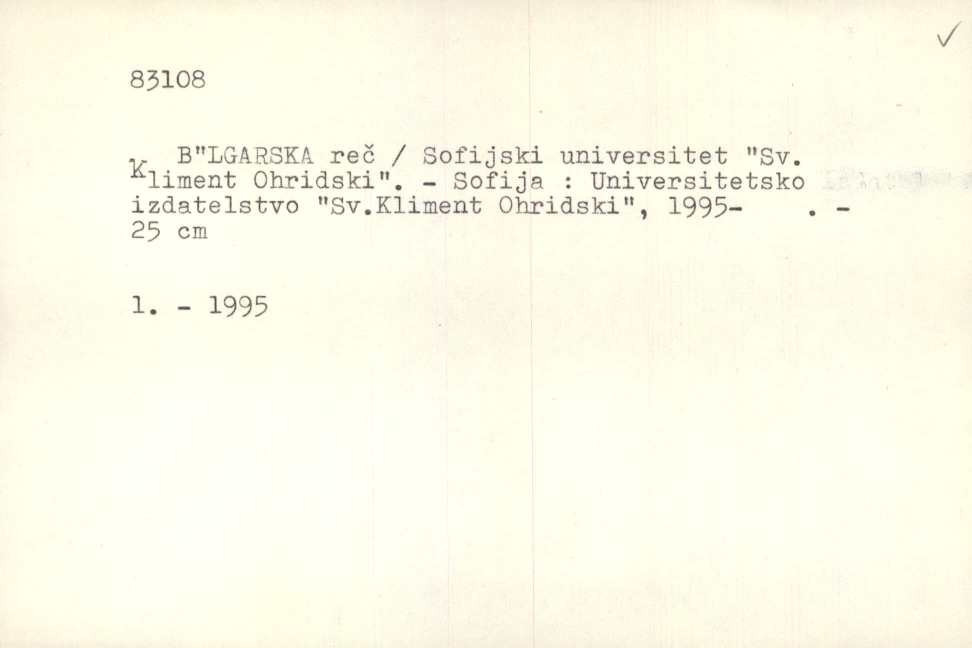 83108
B"LGARSKA reč / Sofijski universitet "Sv.
Kliment Ohridski". - Sofija : Universitetsko
izdatelstvo "Sv.Kliment Ohridski", 1995-    . -
25 cm
1. - 1995